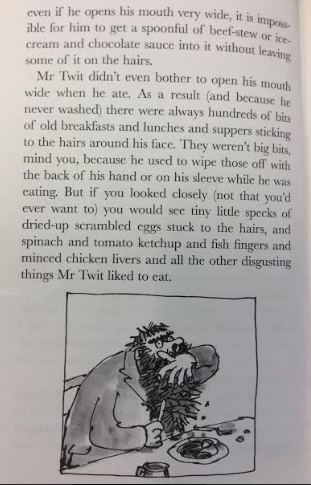 even if he opens his mouth very wide, it is imposs-
ible for him to get a spoonful of beef-stew or ice-
cream and chocolate sauce into it without leaving
some of it on the hairs.
Mr Twit didn't even bother to open his mouth
wide when he ate. As a result (and because he
never washed) there were always hundreds of bits
of old breakfasts and lunches and suppers sticking
to the hairs around his face. They weren't big bits,
mind you, because he used to wipe those off with
the back of his hand or on his sleeve while he was
eating. But if you looked closely (not that you'd
ever want to) you would see tiny little specks of
dried-up scrambled eggs stuck to the hairs, and
spinach and tomato ketchup and fish fingers and
minced chicken livers and all the other disgusting
things Mr Twit liked to eat.